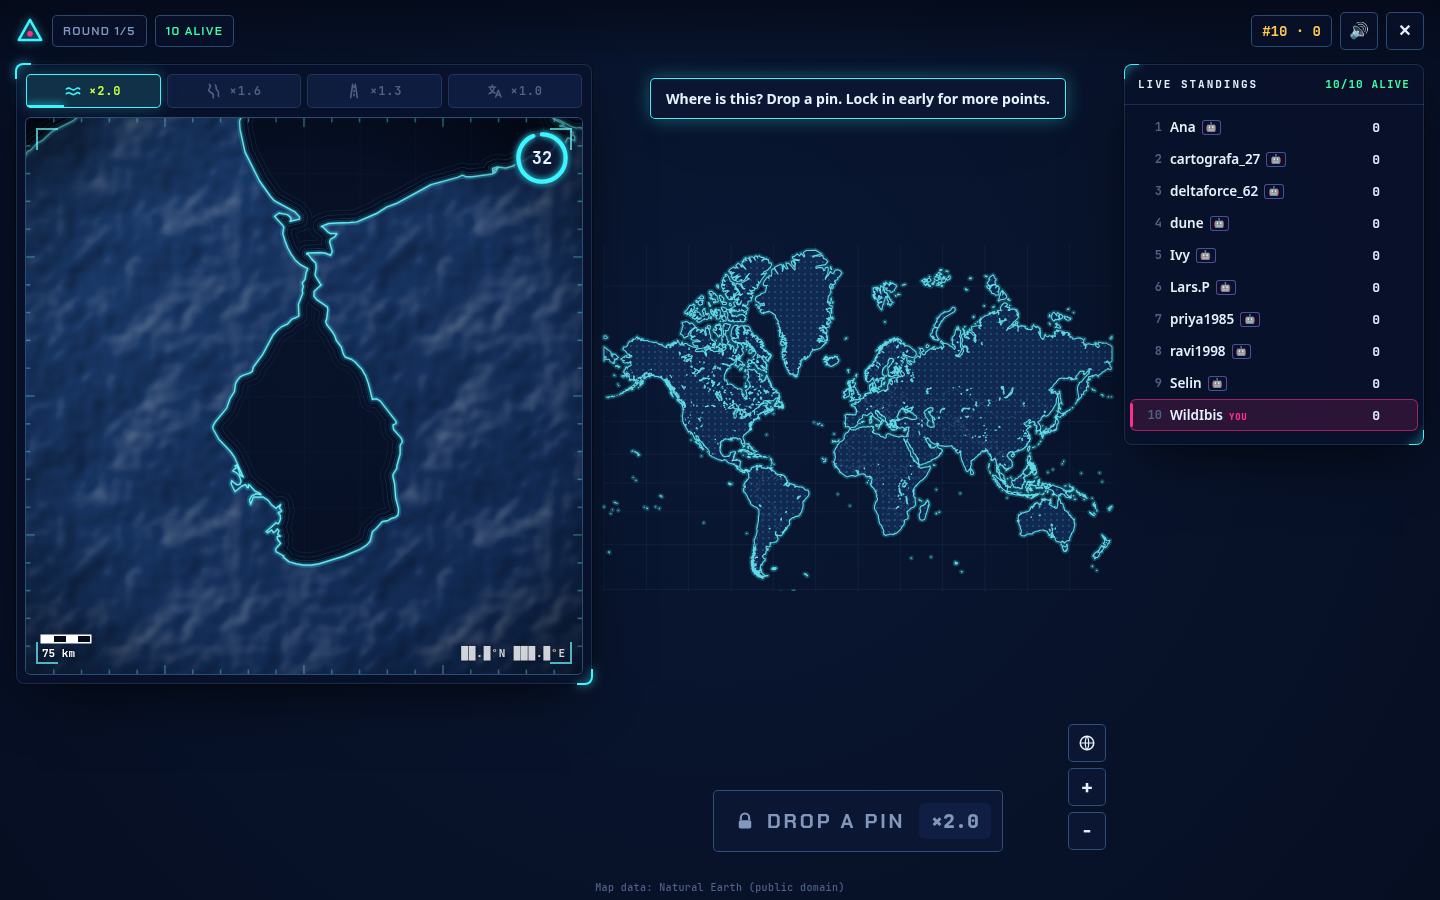 ROUND 1/5
10 ALIVE
#10 · 0
×2.0
×1.6
×1.3
×1.0
32
75 km
██.█°N ███.█°E
Where is this? Drop a pin. Lock in early for more points.
DROP A PIN ×2.0
+
-
LIVE STANDINGS 10/10 ALIVE
1 Ana 0
2 cartografa_27 0
3 deltaforce_62 0
4 dune 0
5 Ivy 0
6 Lars.P 0
7 priya1985 0
8 ravi1998 0
9 Selin 0
10 WildIbis YOU 0
Map data: Natural Earth (public domain)